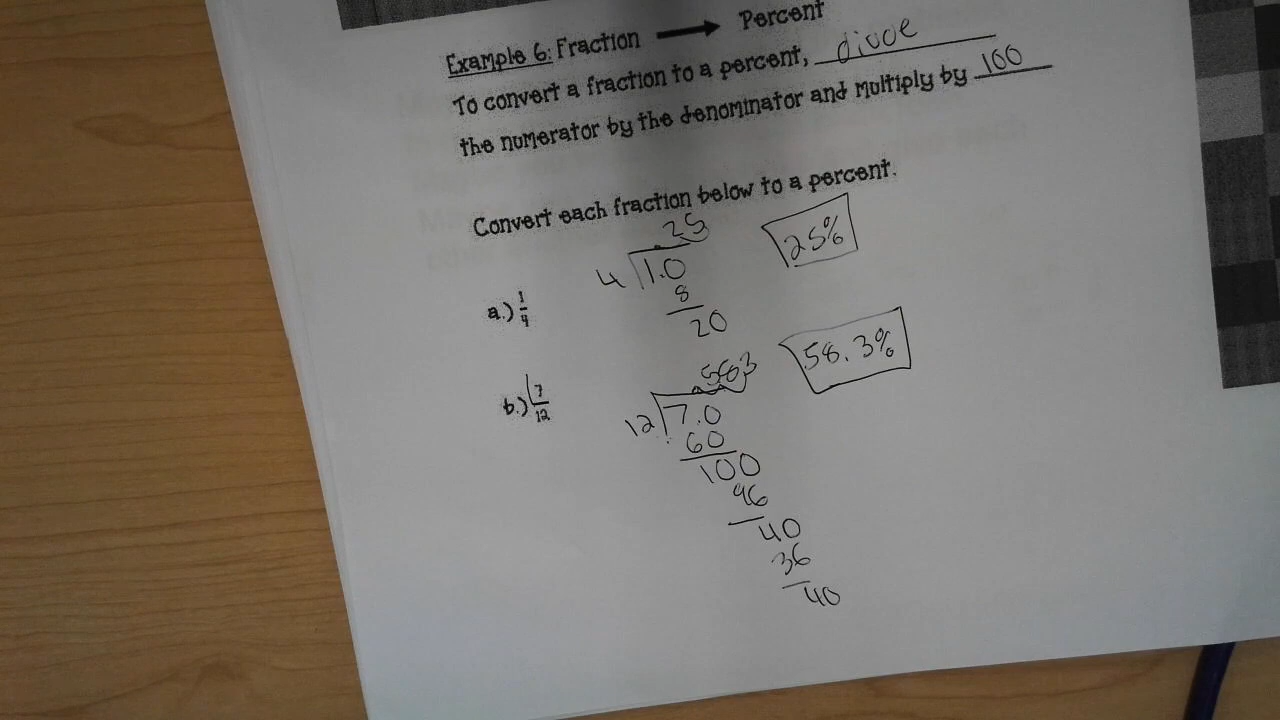 Example 6: Fraction → Percent
To convert a fraction to a percent, divide
the numerator by the denominator and multiply by 100
Convert each fraction below to a percent.
a.) 1/4
.25
4 1.0
8
20
25%
b.) 7/12
.583
12 7.0
60
100
96
40
36
40
58.3%